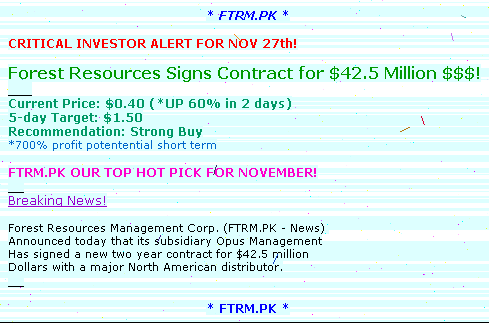 * FTRM.PK *
CRITICAL INVESTOR ALERT FOR NOV 27th!
Forest Resources Signs Contract for $42.5 Million $$$!
Current Price: $0.40 (*UP 60% in 2 days)
5-day Target: $1.50
Recommendation: Strong Buy
*700% profit potentential short term
FTRM.PK OUR TOP HOT PICK FOR NOVEMBER!
Breaking News!
Forest Resources Management Corp. (FTRM.PK - News)
Announced today that its subsidiary Opus Management
Has signed a new two year contract for $42.5 million
Dollars with a major North American distributor.
* FTRM.PK *